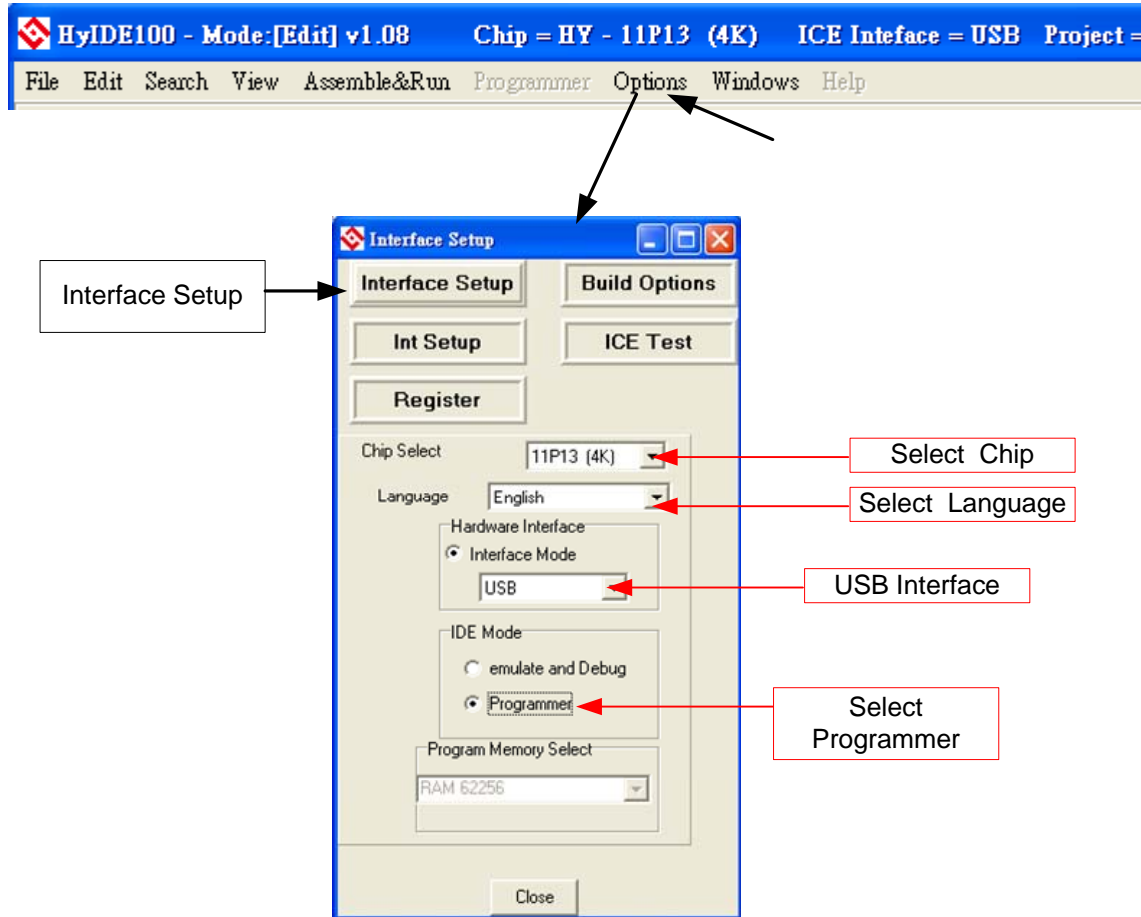 HyIDE100 - Mode:[Edit] v1.08 Chip = HY - 11P13 (4K) ICE Inteface = USB Project =
File Edit Search View Assemble&Run Programmer Options Windows Help
Interface Setup
Interface Setup
Interface Setup Build Options
Int Setup ICE Test
Register
Chip Select 11P13 (4K)
Select Chip
Language English
Select Language
Hardware Interface
Interface Mode
USB
USB Interface
IDE Mode
emulate and Debug
Programmer
Select
Programmer
Program Memory Select
RAM 62256
Close